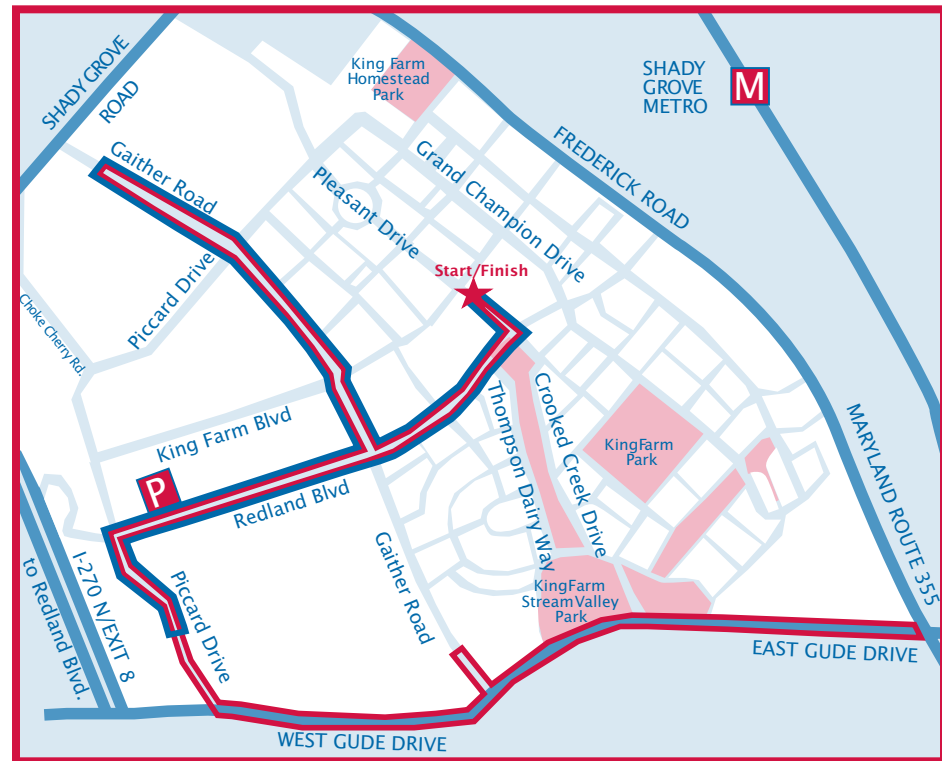 SHADY GROVE
ROAD
King Farm
Homestead
Park
SHADY
GROVE
METRO
M
FREDERICK ROAD
Gaither Road
Pleasant Drive
Grand Champion Drive
Start/Finish
Piccard Drive
Choke Cherry Rd.
King Farm Blvd
P
Redland Blvd
Thompson Dairy Way
Crooked Creek Drive
KingFarm
Park
MARYLAND ROUTE 355
Gaither Road
KingFarm
StreamValley
Park
I-270 N/EXIT 8
to Redland Blvd.
Piccard Drive
EAST GUDE DRIVE
WEST GUDE DRIVE